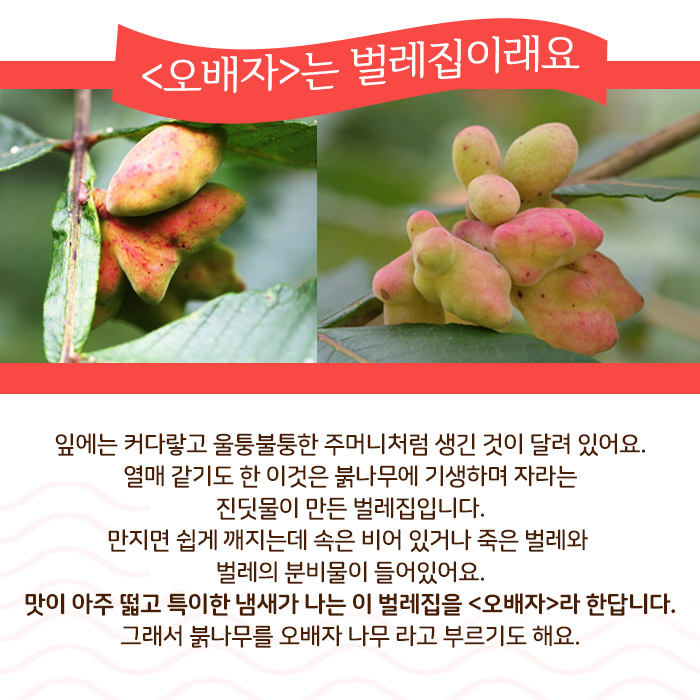 <오배자>는 벌레집이래요
잎에는 커다랗고 울퉁불퉁한 주머니처럼 생긴 것이 달려 있어요.
열매 같기도 한 이것은 붉나무에 기생하며 자라는
진딧물이 만든 벌레집입니다.
만지면 쉽게 깨지는데 속은 비어 있거나 죽은 벌레와
벌레의 분비물이 들어있어요.
맛이 아주 떫고 특이한 냄새가 나는 이 벌레집을 <오배자>라 한답니다.
그래서 붉나무를 오배자 나무 라고 부르기도 해요.